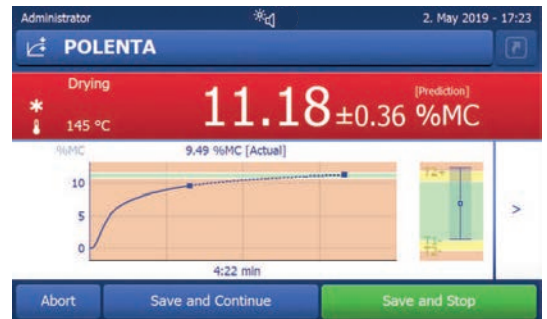 Administrator 2. May 2019 - 17:23
POLENTA
Drying
145 °C
11.18 ±0.36 %MC
[Prediction]
%MC
9.49 %MC [Actual]
10
5
0
4:22 min
T2+
>
Abort
Save and Continue
Save and Stop